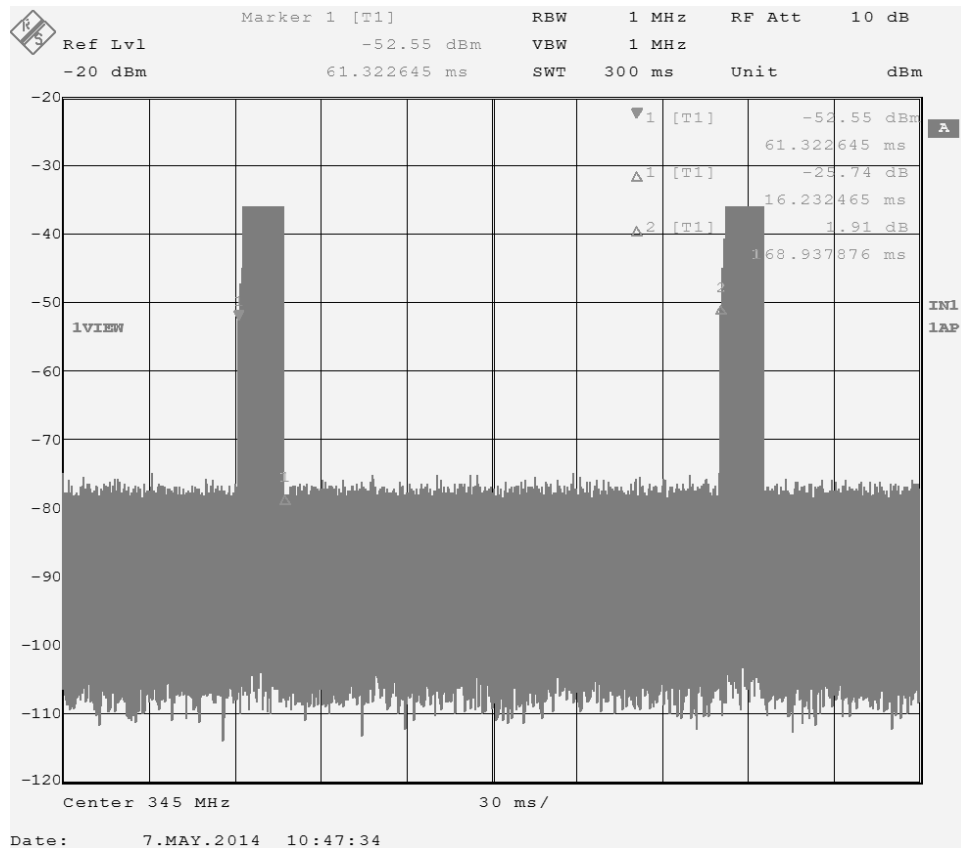 R S
Marker 1 [T1] RBW 1 MHz RF Att 10 dB
Ref Lvl -52.55 dBm VBW 1 MHz
-20 dBm 61.322645 ms SWT 300 ms Unit dBm
-20
1 [T1] -52.55 dBm
A
61.322645 ms
-30
1 [T1] -25.74 dB
16.232465 ms
-40
2 [T1] 1.91 dB
168.937876 ms
2
-50
1VIEW
IN1
1AP
-60
-70
1
-80
-90
-100
-110
-120
Center 345 MHz 30 ms/
Date: 7.MAY.2014 10:47:34